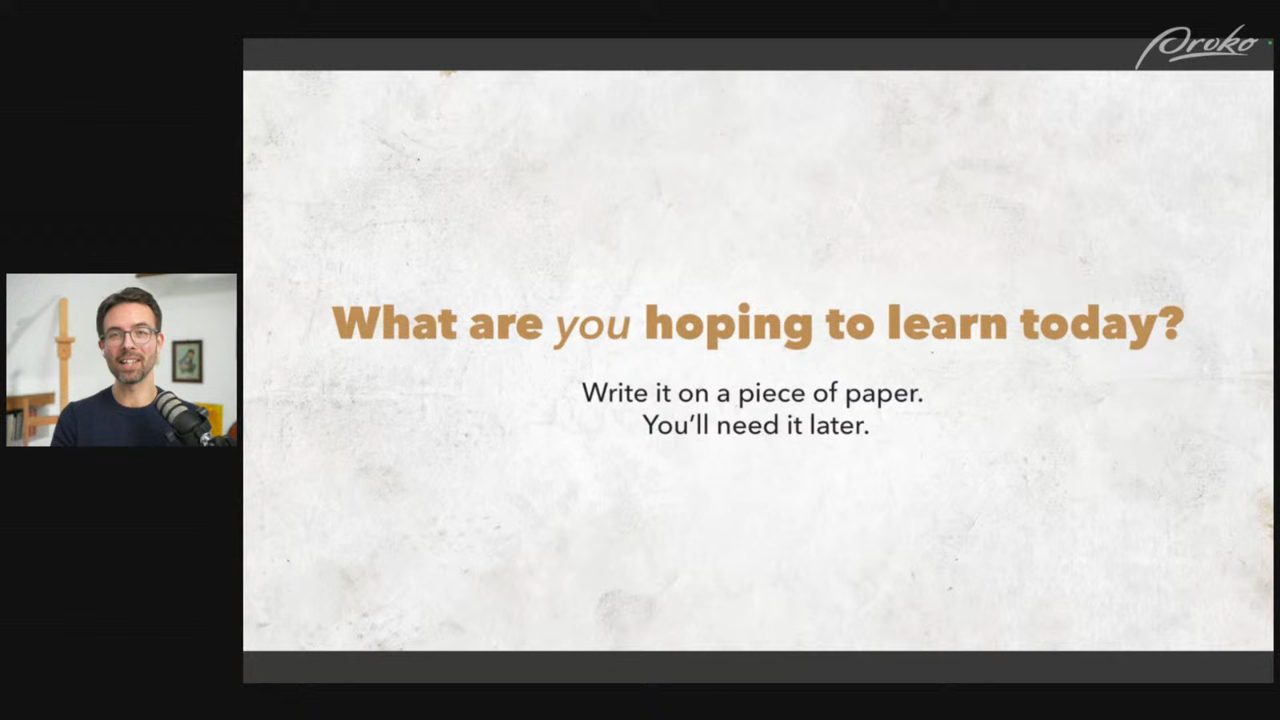 Proko
What are you hoping to learn today?
Write it on a piece of paper.
You'll need it later.